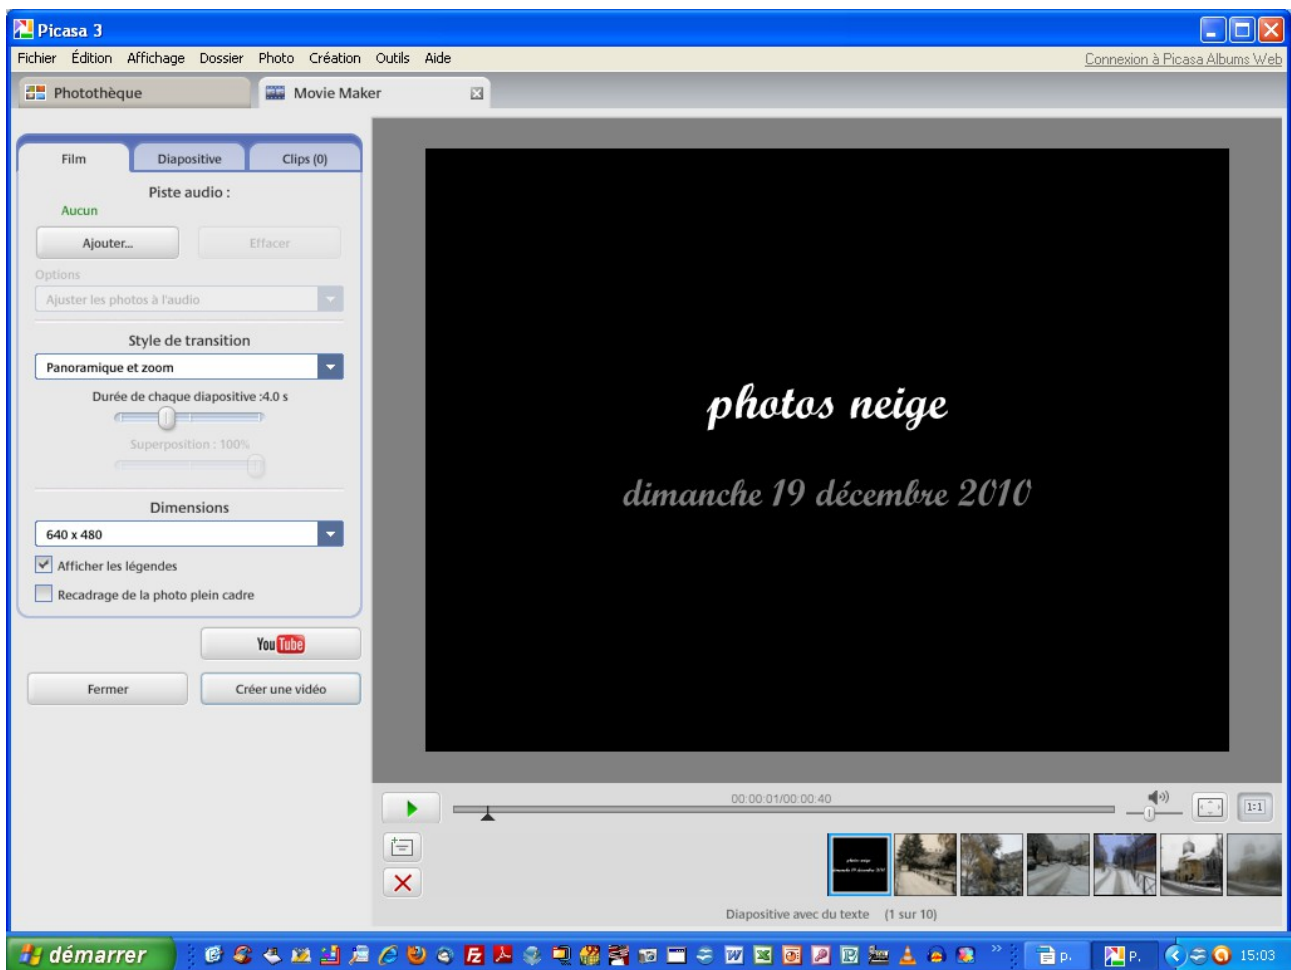 Picasa 3
Fichier Édition Affichage Dossier Photo Création Outils Aide
Connexion à Picasa Albums Web
Photothèque
Movie Maker
Film
Diapositive
Clips (0)
Piste audio :
Aucun
Ajouter...
Effacer
Options
Ajuster les photos à l'audio
Style de transition
Panoramique et zoom
Durée de chaque diapositive :4.0 s
Superposition : 100%
Dimensions
640 x 480
Afficher les légendes
Recadrage de la photo plein cadre
YouTube
Fermer
Créer une vidéo
photos neige
dimanche 19 décembre 2010
00:00:01/00:00:40
1:1
Diapositive avec du texte (1 sur 10)
démarrer
p.
P.
15:03